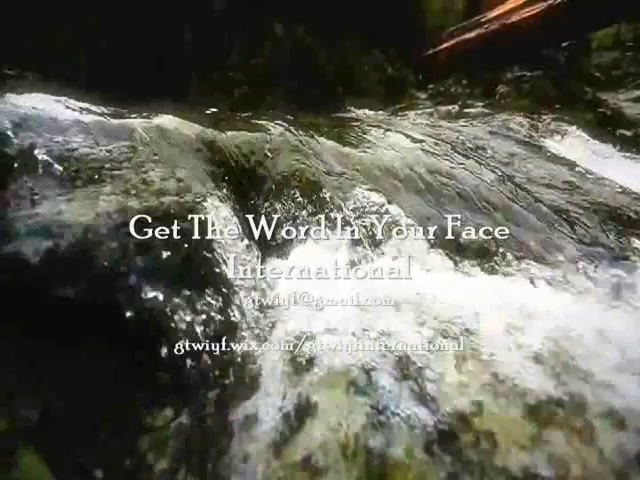 Get The Word In Your Face
International
gtwiyf@gmail.com
gtwiyf.wix.com/gtwiyfinternational